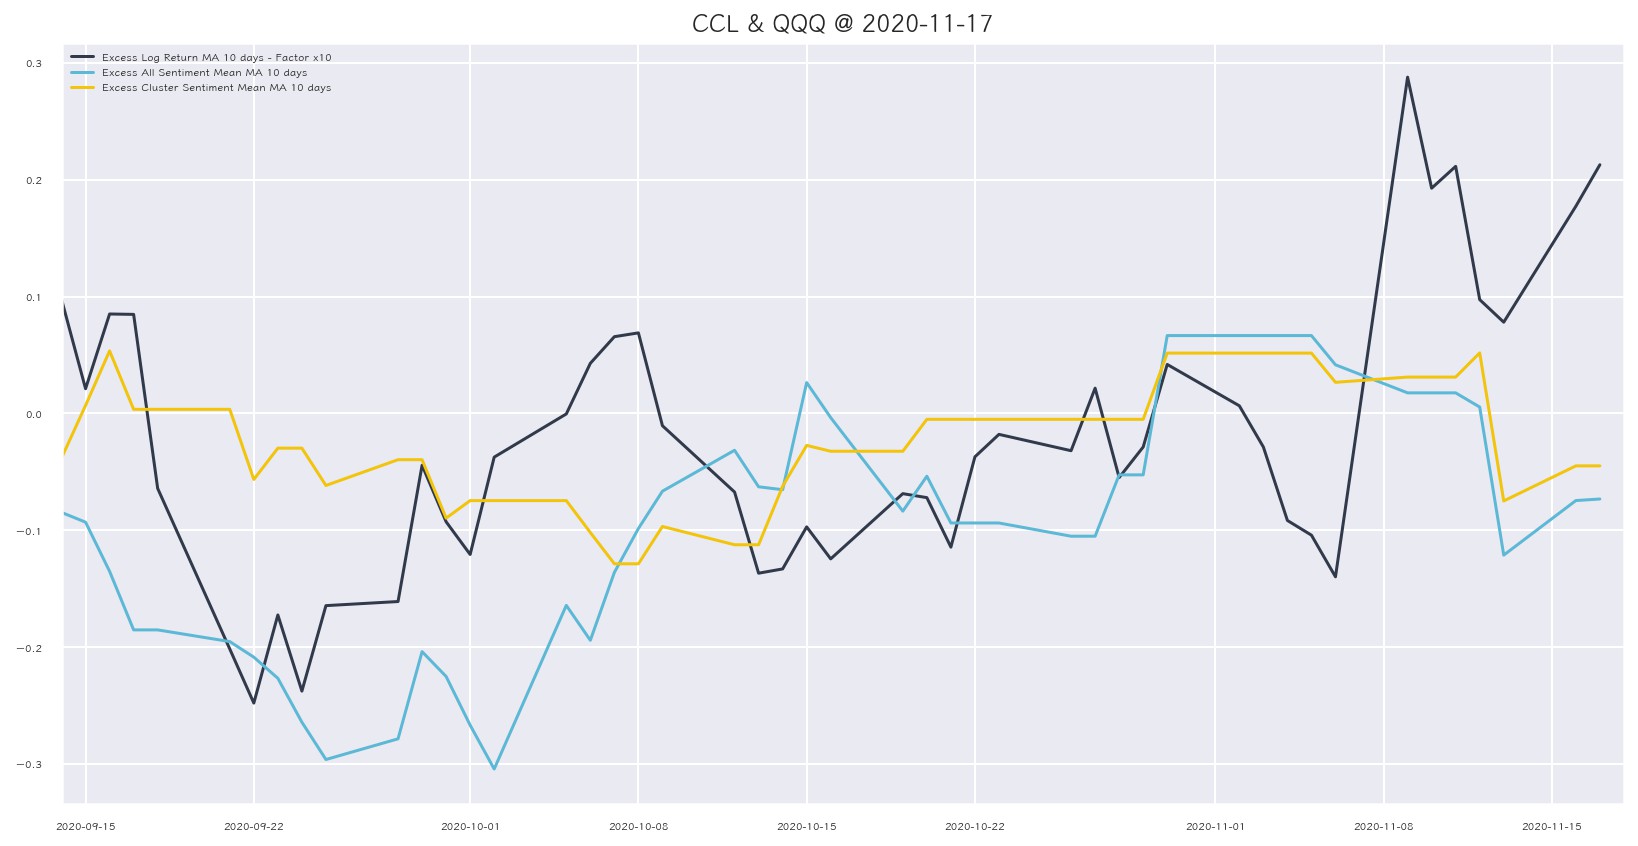 CCL & QQQ @ 2020-11-17
Excess Log Return MA 10 days - Factor x10
Excess All Sentiment Mean MA 10 days
Excess Cluster Sentiment Mean MA 10 days
0.3
0.2
0.1
0.0
−0.1
−0.2
−0.3
2020-09-15 2020-09-22 2020-10-01 2020-10-08 2020-10-15 2020-10-22 2020-11-01 2020-11-08 2020-11-15